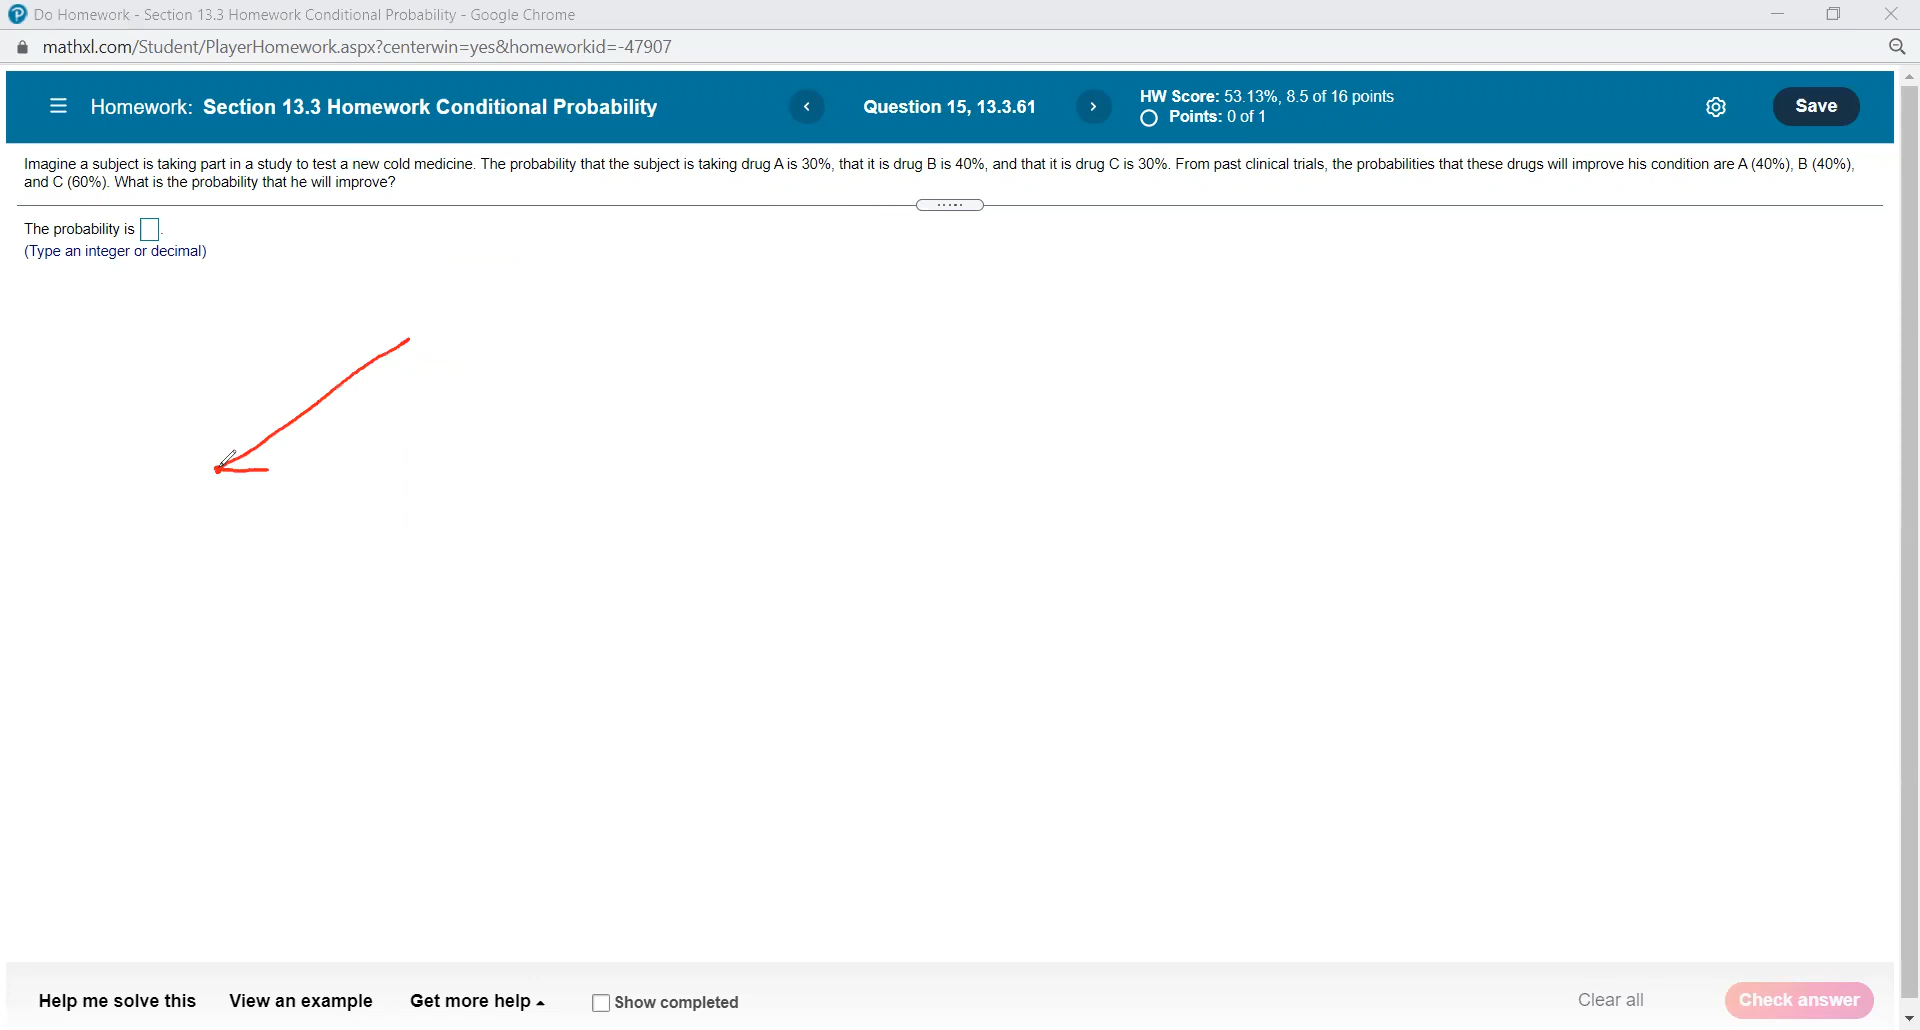 Do Homework - Section 13.3 Homework Conditional Probability - Google Chrome
mathxl.com/Student/PlayerHomework.aspx?centerwin=yes&homeworkid=-47907
Homework: Section 13.3 Homework Conditional Probability
Question 15, 13.3.61
HW Score: 53.13%, 8.5 of 16 points
Points: 0 of 1
Save
Imagine a subject is taking part in a study to test a new cold medicine. The probability that the subject is taking drug A is 30%, that it is drug B is 40%, and that it is drug C is 30%. From past clinical trials, the probabilities that these drugs will improve his condition are A (40%), B (40%),
and C (60%). What is the probability that he will improve?
The probability is .
(Type an integer or decimal)
Help me solve this
View an example
Get more help
Show completed
Clear all
Check answer